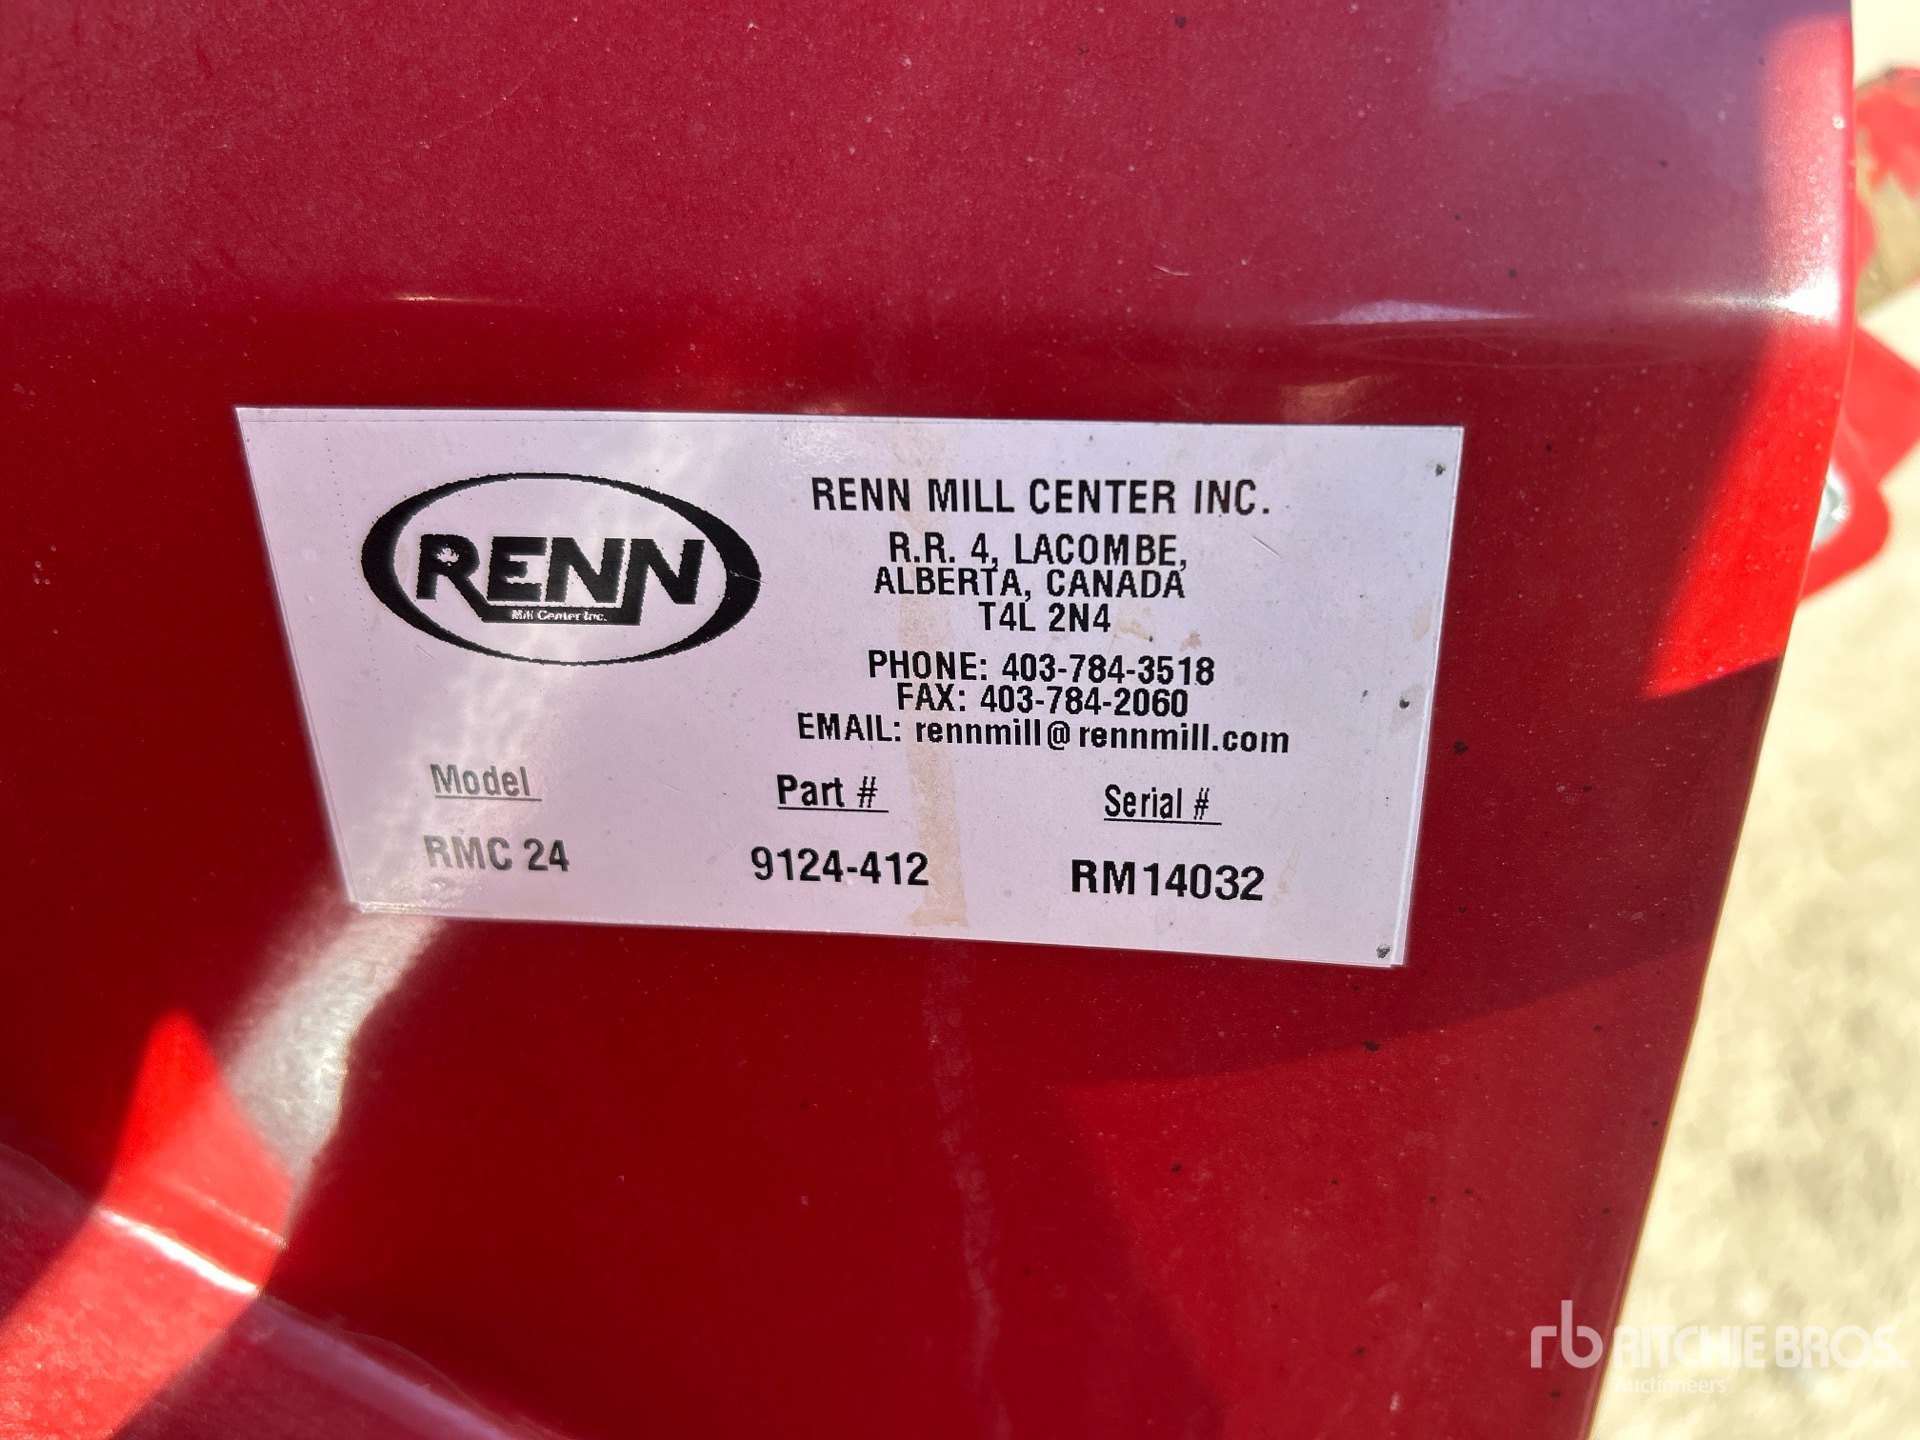 RENN
Mill Center Inc.
RENN MILL CENTER INC.
R.R. 4, LACOMBE,
ALBERTA, CANADA
T4L 2N4
PHONE: 403-784-3518
FAX: 403-784-2060
EMAIL: rennmill@rennmill.com
Model Part # Serial #
RMC 24 9124-412 RM14032
rb RITCHIE BROS.
Auctioneers